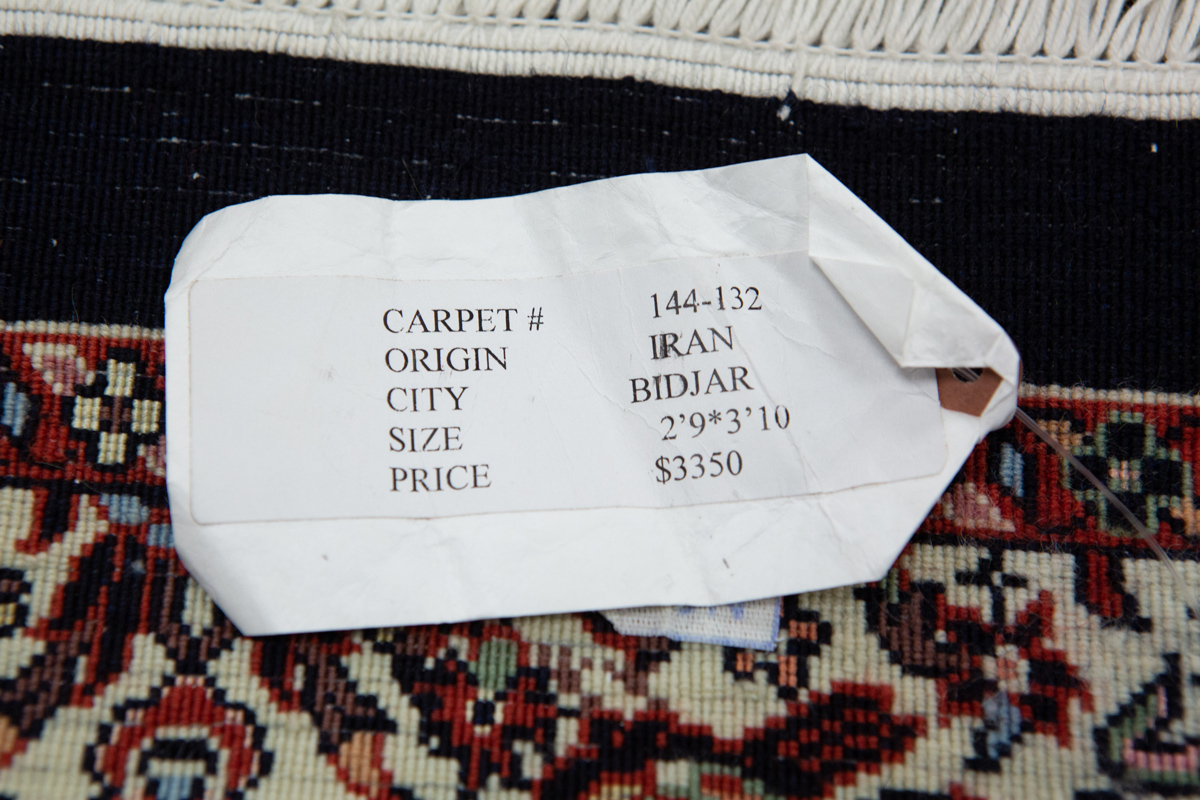 CARPET # 144-132
ORIGIN IRAN
CITY BIDJAR
SIZE 2’9*3’10
PRICE $3350